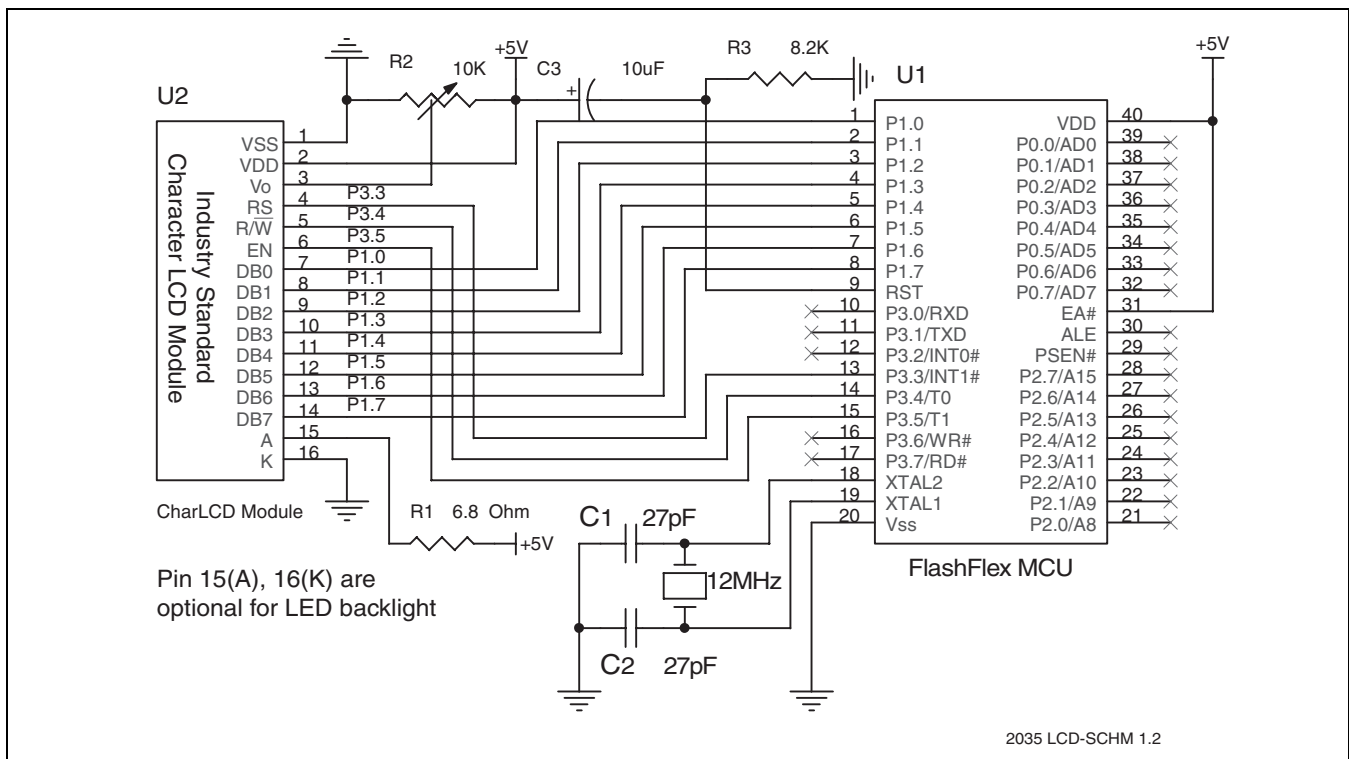 R2 10K
+5V
C3 10uF
R3 8.2K
U1
+5V
U2
Industry Standard
Character LCD Module
VSS 1
VDD 2
Vo 3
RS 4 P3.3
R/W 5 P3.4
EN 6 P3.5
DB0 7 P1.0
DB1 8 P1.1
DB2 9 P1.2
DB3 10 P1.3
DB4 11 P1.4
DB5 12 P1.5
DB6 13 P1.6
DB7 14 P1.7
A 15
K 16
CharLCD Module
R1 6.8 Ohm
+5V
Pin 15(A), 16(K) are
optional for LED backlight
+
1 P1.0 VDD 40
2 P1.1 P0.0/AD0 39
3 P1.2 P0.1/AD1 38
4 P1.3 P0.2/AD2 37
5 P1.4 P0.3/AD3 36
6 P1.5 P0.4/AD4 35
7 P1.6 P0.5/AD5 34
8 P1.7 P0.6/AD6 33
9 RST P0.7/AD7 32
10 P3.0/RXD EA# 31
11 P3.1/TXD ALE 30
12 P3.2/INT0# PSEN# 29
13 P3.3/INT1# P2.7/A15 28
14 P3.4/T0 P2.6/A14 27
15 P3.5/T1 P2.5/A13 26
16 P3.6/WR# P2.4/A12 25
17 P3.7/RD# P2.3/A11 24
18 XTAL2 P2.2/A10 23
19 XTAL1 P2.1/A9 22
20 Vss P2.0/A8 21
FlashFlex MCU
C1 27pF
12MHz
C2 27pF
2035 LCD-SCHM 1.2